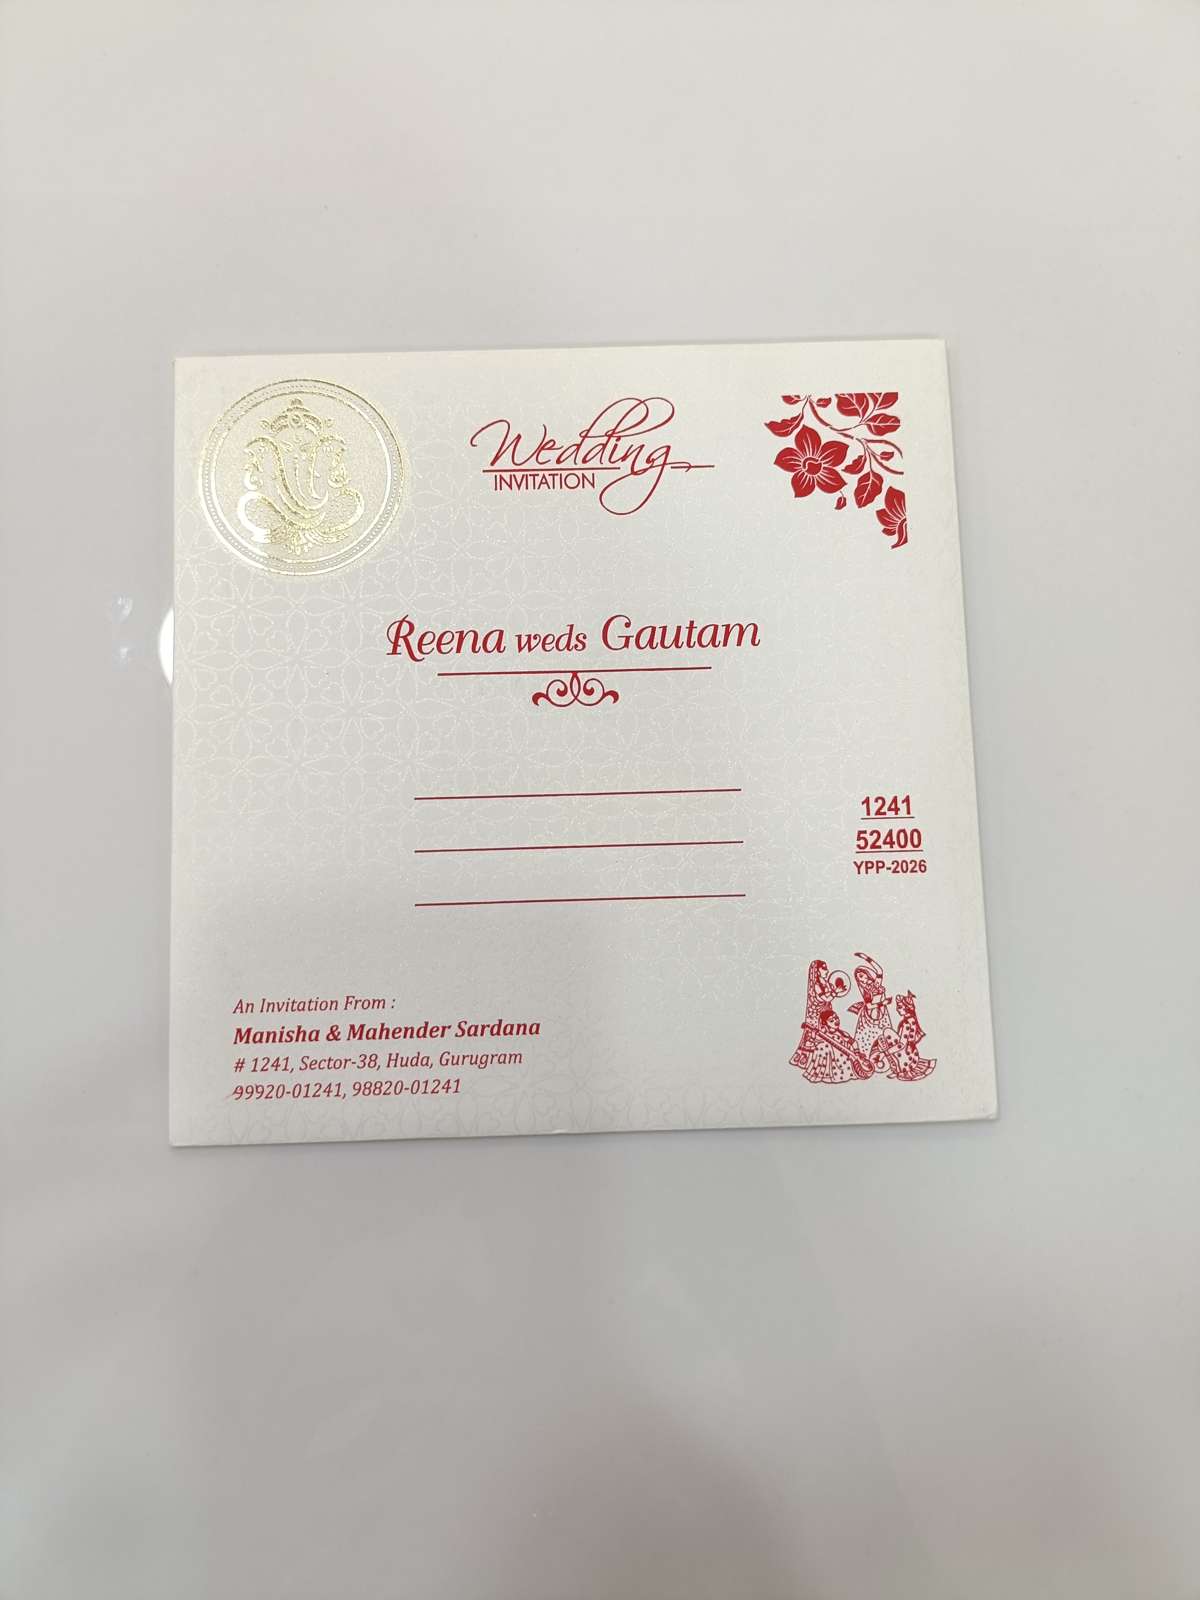 Wedding
INVITATION
Reena weds Gautam
1241
52400
YPP-2026
An Invitation From :
Manisha & Mahender Sardana
# 1241, Sector-38, Huda, Gurugram
99920-01241, 98820-01241